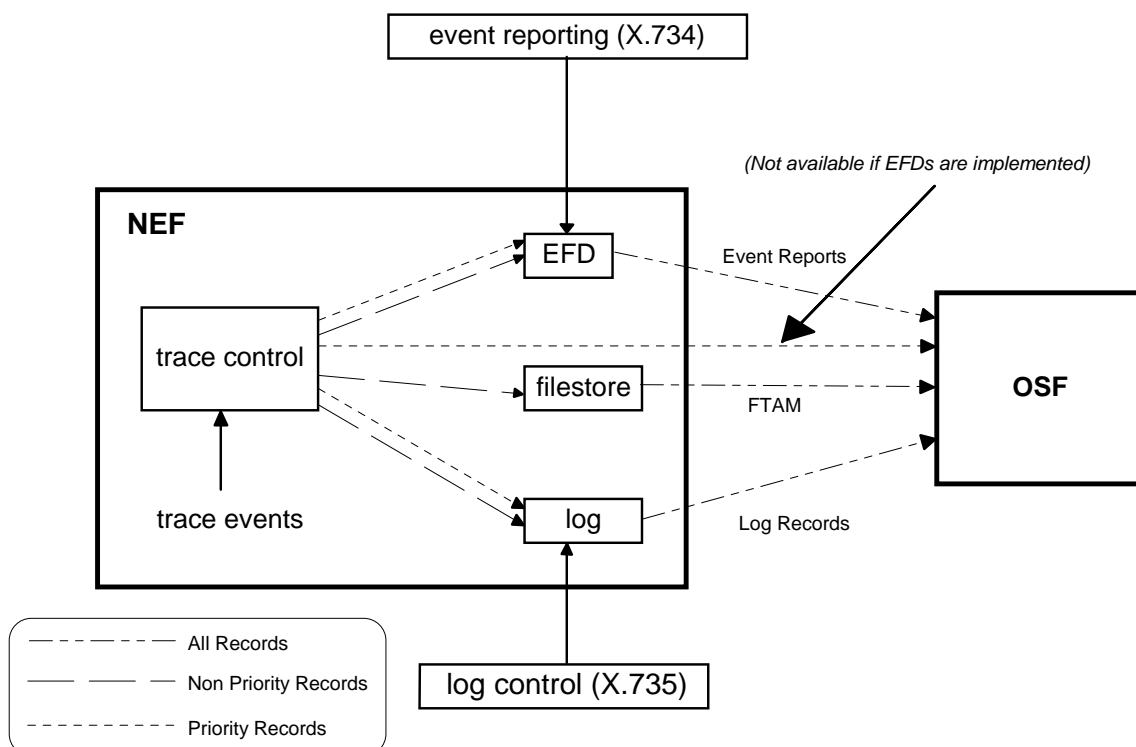 event reporting (X.734)
(Not available if EFDs are implemented)
NEF
EFD
Event Reports
trace control
filestore
FTAM
OSF
trace events
log
Log Records
All Records
Non Priority Records
Priority Records
log control (X.735)